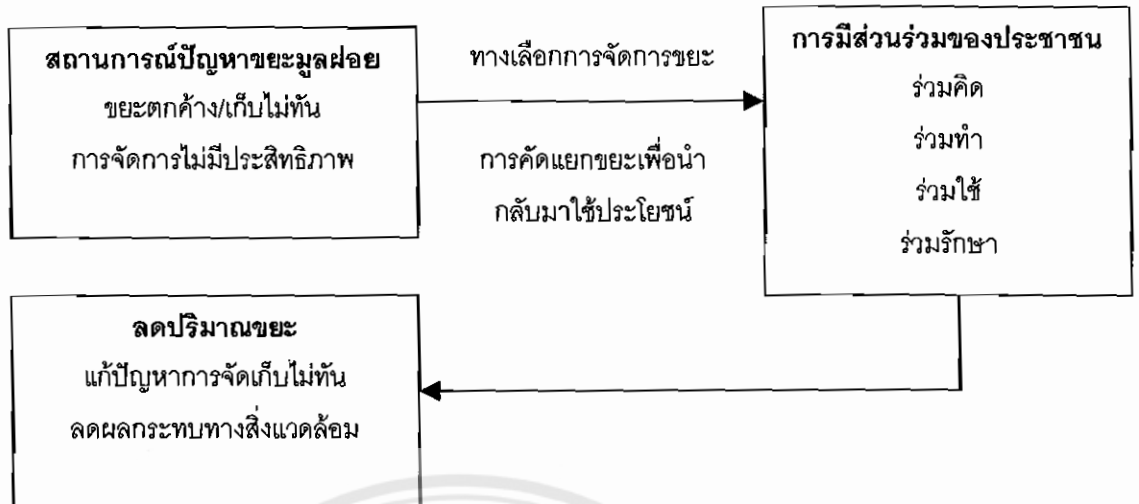 สถานการณ์ปัญหาขยะมูลฝอย
ขยะตกค้าง/เก็บไม่ทัน
การจัดการไม่มีประสิทธิภาพ
ทางเลือกการจัดการขยะ
การคัดแยกขยะเพื่อนำ
กลับมาใช้ประโยชน์
การมีส่วนร่วมของประชาชน
ร่วมคิด
ร่วมทำ
ร่วมใช้
ร่วมรักษา
ลดปริมาณขยะ
แก้ปัญหาการจัดเก็บไม่ทัน
ลดผลกระทบทางสิ่งแวดล้อม